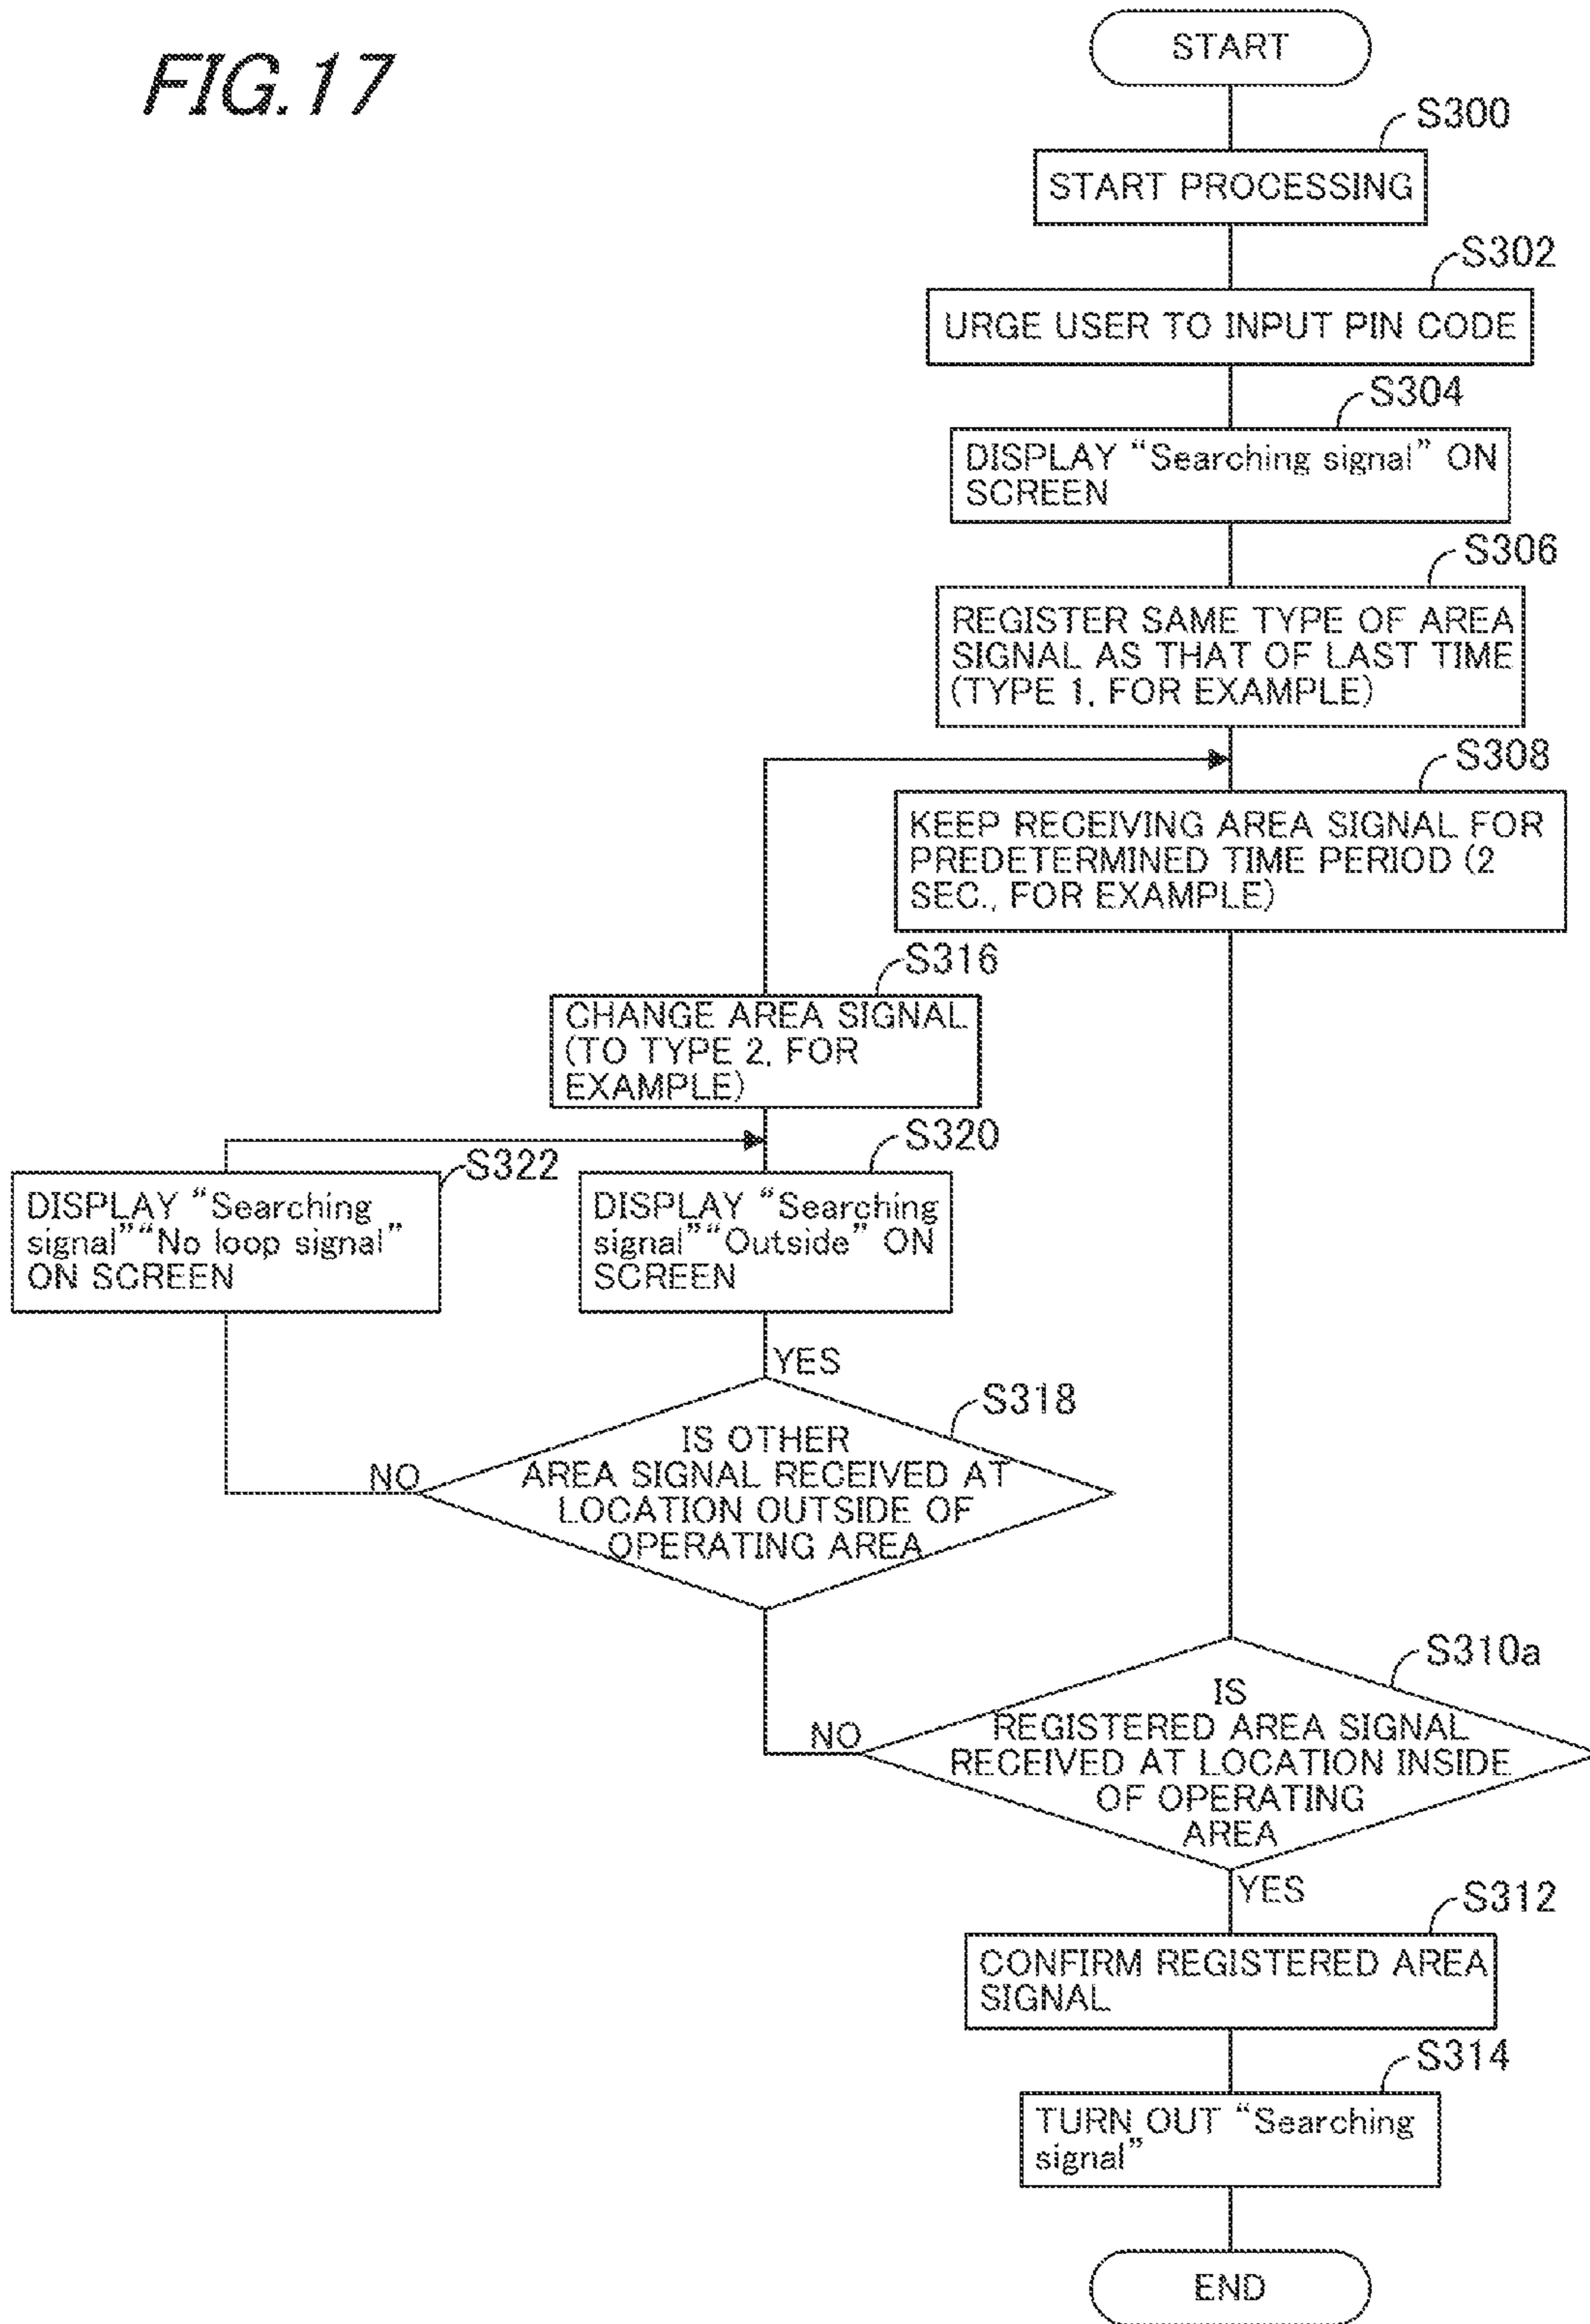 FIG.17
START
S300
START PROCESSING
S302
URGE USER TO INPUT PIN CODE
S304
DISPLAY “Searching signal” ON
SCREEN
S306
REGISTER SAME TYPE OF AREA
SIGNAL AS THAT OF LAST TIME
(TYPE 1, FOR EXAMPLE)
S308
KEEP RECEIVING AREA SIGNAL FOR
PREDETERMINED TIME PERIOD (2
SEC., FOR EXAMPLE)
S316
CHANGE AREA SIGNAL
(TO TYPE 2, FOR
EXAMPLE)
S322
DISPLAY “Searching
signal”“No loop signal”
ON SCREEN
S320
DISPLAY “Searching
signal”“Outside” ON
SCREEN
YES
S318
IS OTHER
AREA SIGNAL RECEIVED AT
LOCATION OUTSIDE OF
OPERATING AREA
NO
S310a
IS
REGISTERED AREA SIGNAL
RECEIVED AT LOCATION INSIDE
OF OPERATING
AREA
NO
YES
S312
CONFIRM REGISTERED AREA
SIGNAL
S314
TURN OUT “Searching
signal”
END